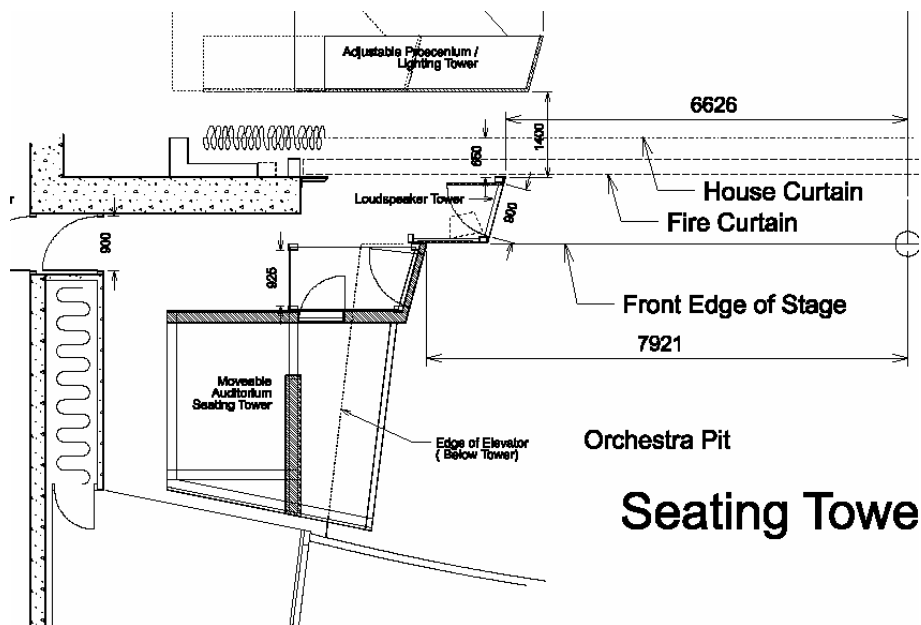 Adjustable Proscenium /
Lighting Tower
6626
1400
650
House Curtain
Loudspeaker Tower
Fire Curtain
900
900
925
Front Edge of Stage
7921
Moveable
Auditorium
Seating Tower
Edge of Elevator
( Below Tower)
Orchestra Pit
Seating Towe